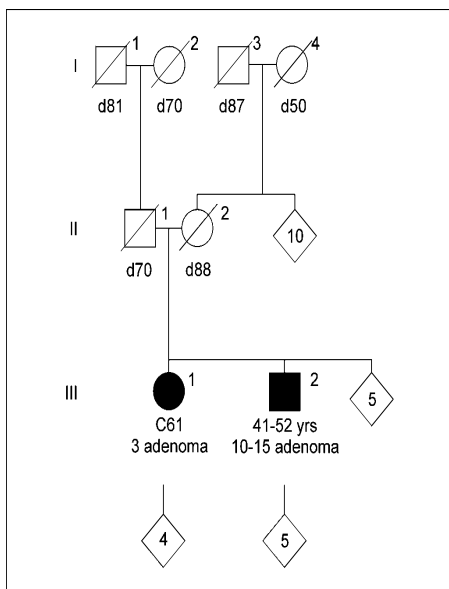 1 2 3 4
I
d81 d70 d87 d50
1 2
II
10
d70 d88
1 2
III
5
C61 41-52 yrs
3 adenoma 10-15 adenoma
4 5